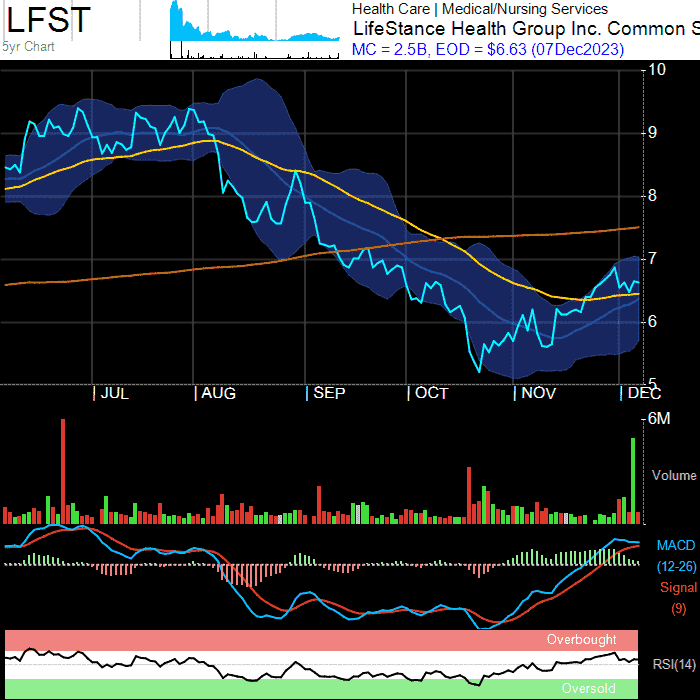 LFST
5yr Chart
Health Care | Medical/Nursing Services
LifeStance Health Group Inc. Common S
MC = 2.5B, EOD = $6.63 (07Dec2023)
10
9
8
7
6
5
JUL AUG SEP OCT NOV DEC
6M
Volume
MACD
(12-26)
Signal
(9)
Overbought
RSI(14)
Oversold